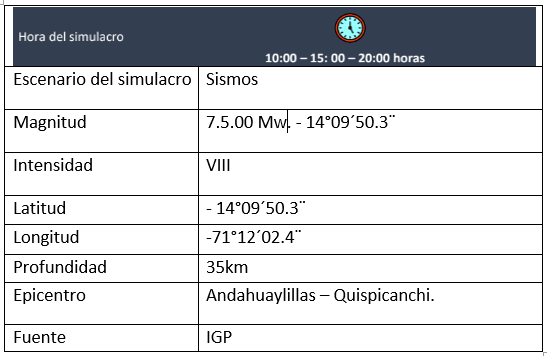 Hora del simulacro
10:00 – 15: 00 – 20:00 horas
Escenario del simulacro Sismos
Magnitud 7.5.00 Mw. - 14°09´50.3¨
Intensidad VIII
Latitud - 14°09´50.3¨
Longitud -71°12´02.4¨
Profundidad 35km
Epicentro Andahuaylillas – Quispicanchi.
Fuente IGP